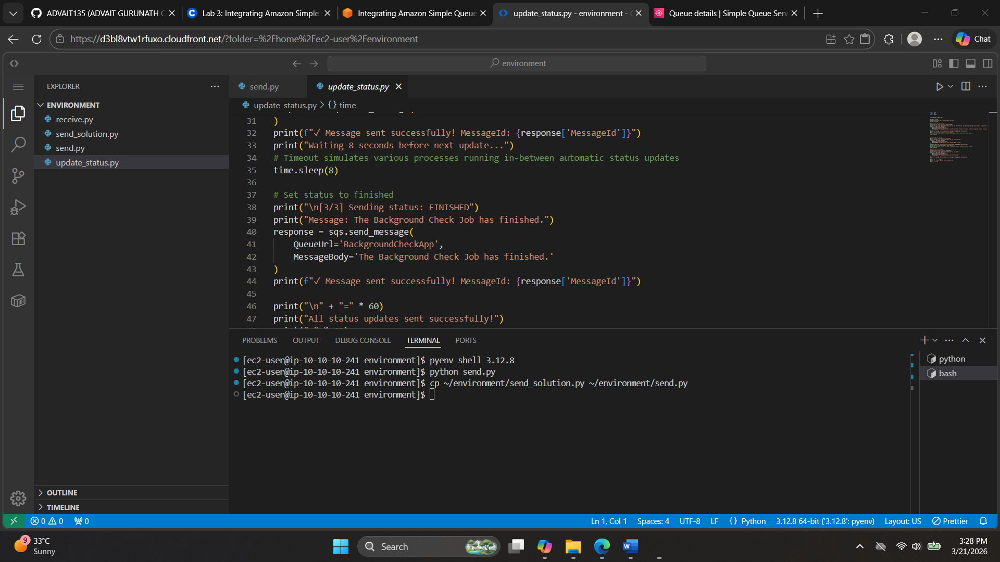 ADVAIT135 (ADVAIT GURUNATH C
Lab 3: Integrating Amazon Simple
Integrating Amazon Simple Queue
update_status.py - environment -
Queue details | Simple Queue Serv
https://d3bl8vtw1rfuxo.cloudfront.net/?folder=%2Fhome%2Fec2-user%2Fenvironment
Chat
environment
EXPLORER
send.py
update_status.py
ENVIRONMENT
update_status.py > {} time
receive.py
send_solution.py
send.py
update_status.py
31 )
32 print(f"✓ Message sent successfully! MessageId: {response['MessageId']}")
33 print("Waiting 8 seconds before next update...")
34 # Timeout simulates various processes running in-between automatic status updates
35 time.sleep(8)
36
37 # Set status to finished
38 print("\n[3/3] Sending status: FINISHED")
39 print("Message: The Background Check Job has finished.")
40 response = sqs.send_message(
41 QueueUrl='BackgroundCheckApp',
42 MessageBody='The Background Check Job has finished.'
43 )
44 print(f"✓ Message sent successfully! MessageId: {response['MessageId']}")
45
46 print("\n" + "=" * 60)
47 print("All status updates sent successfully!")
PROBLEMS OUTPUT DEBUG CONSOLE TERMINAL PORTS
[ec2-user@ip-10-10-10-241 environment]$ pyenv shell 3.12.8
[ec2-user@ip-10-10-10-241 environment]$ python send.py
[ec2-user@ip-10-10-10-241 environment]$ cp ~/environment/send_solution.py ~/environment/send.py
[ec2-user@ip-10-10-10-241 environment]$
python
bash
OUTLINE
TIMELINE
0 0 0
Ln 1, Col 1 Spaces: 4 UTF-8 LF {} Python 3.12.8 64-bit ('3.12.8': pyenv) Layout: US Prettier
9
33°C
Sunny
Search
3:28 PM
3/21/2026